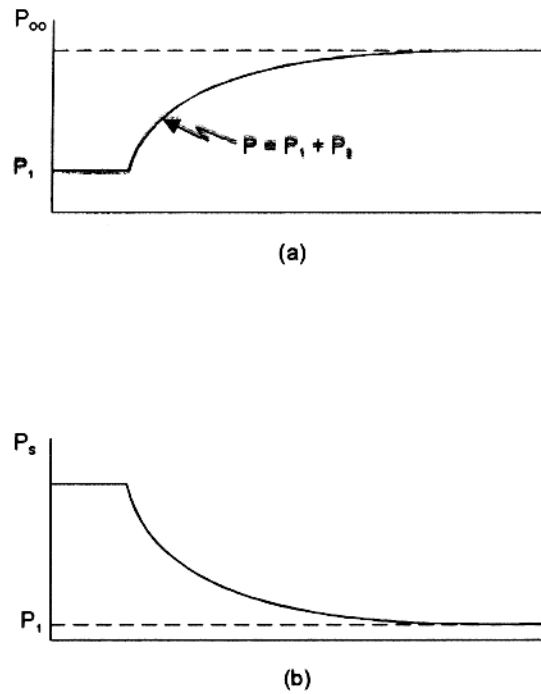 P∞
P₁
P = P₁ + P₂
(a)
Pₛ
P₁
(b)